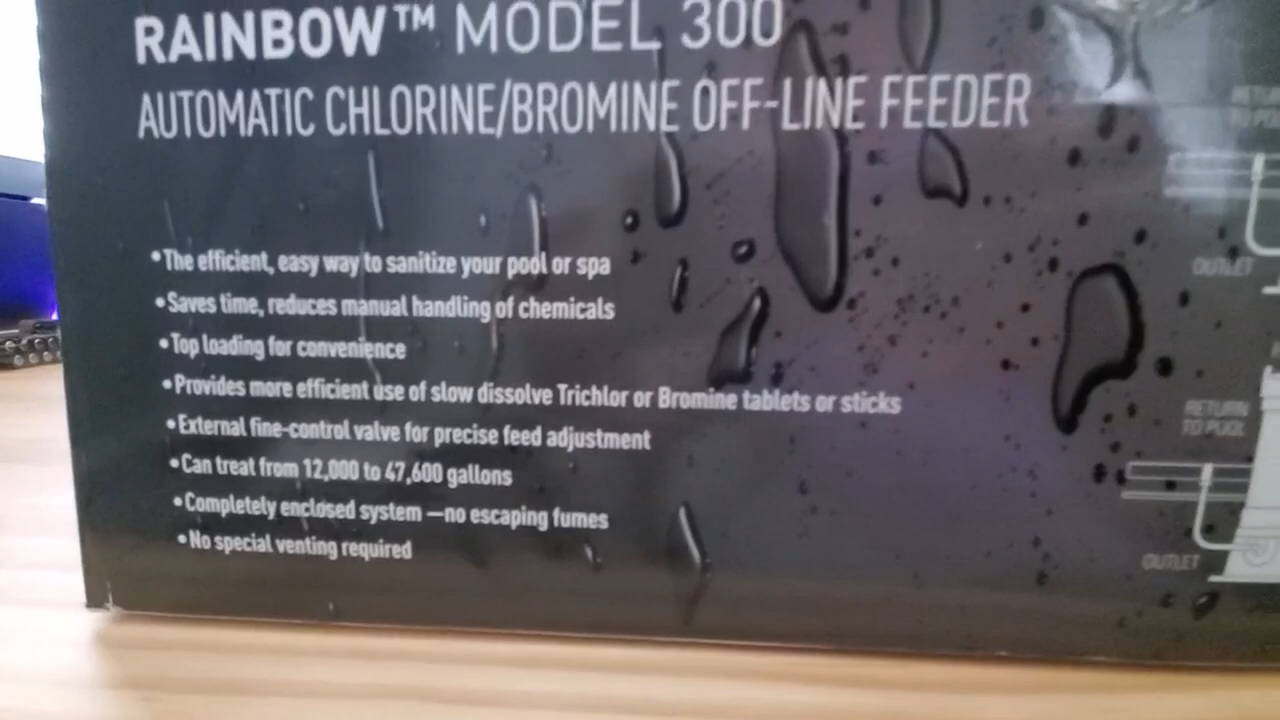 RAINBOW™ MODEL 300
AUTOMATIC CHLORINE/BROMINE OFF-LINE FEEDER
•The efficient, easy way to sanitize your pool or spa
•Saves time, reduces manual handling of chemicals
•Top loading for convenience
•Provides more efficient use of slow dissolve Trichlor or Bromine tablets or sticks
•External fine-control valve for precise feed adjustment
•Can treat from 12,000 to 47,600 gallons
•Completely enclosed system —no escaping fumes
•No special venting required
OUTLET
RETURN
TO POOL
OUTLET